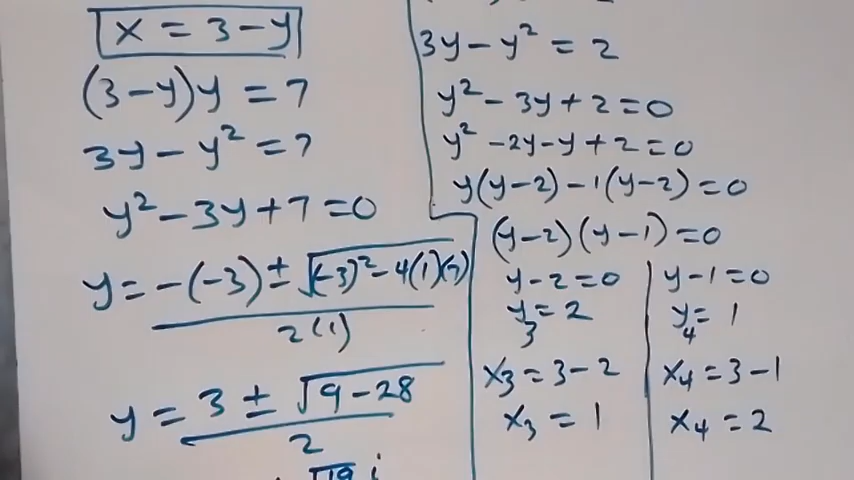 x = 3 - y
(3 - y)y = 7
3y - y² = 7
y² - 3y + 7 = 0
y = -(-3) ± √(-3)² - 4(1)(7)
2(1)
y = 3 ± √9 - 28
2
√19 i
3y - y² = 2
y² - 3y + 2 = 0
y² - 2y - y + 2 = 0
y(y - 2) - 1(y - 2) = 0
(y - 2)(y - 1) = 0
y - 2 = 0
y₃ = 2
x₃ = 3 - 2
x₃ = 1
y - 1 = 0
y₄ = 1
x₄ = 3 - 1
x₄ = 2